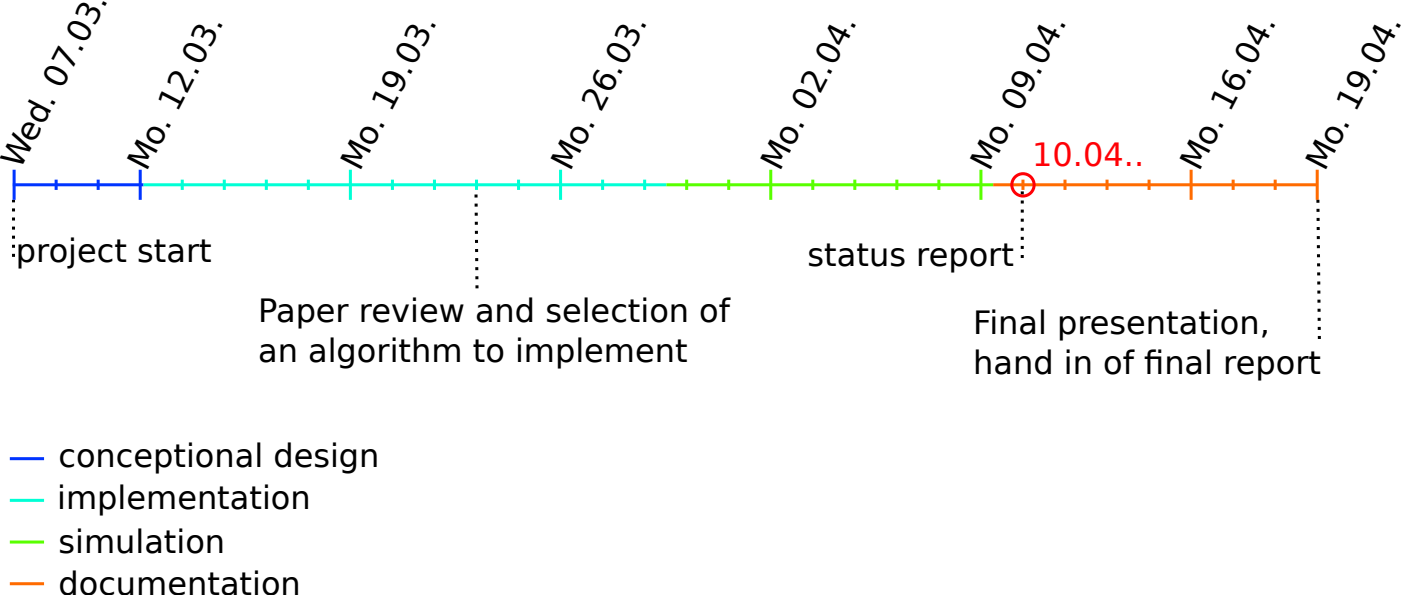 Wed. 07.03.
Mo. 12.03.
Mo. 19.03.
Mo. 26.03.
Mo. 02.04.
Mo. 09.04.
10.04..
Mo. 16.04.
Mo. 19.04.
project start
status report
Paper review and selection of
an algorithm to implement
Final presentation,
hand in of final report
conceptional design
implementation
simulation
documentation